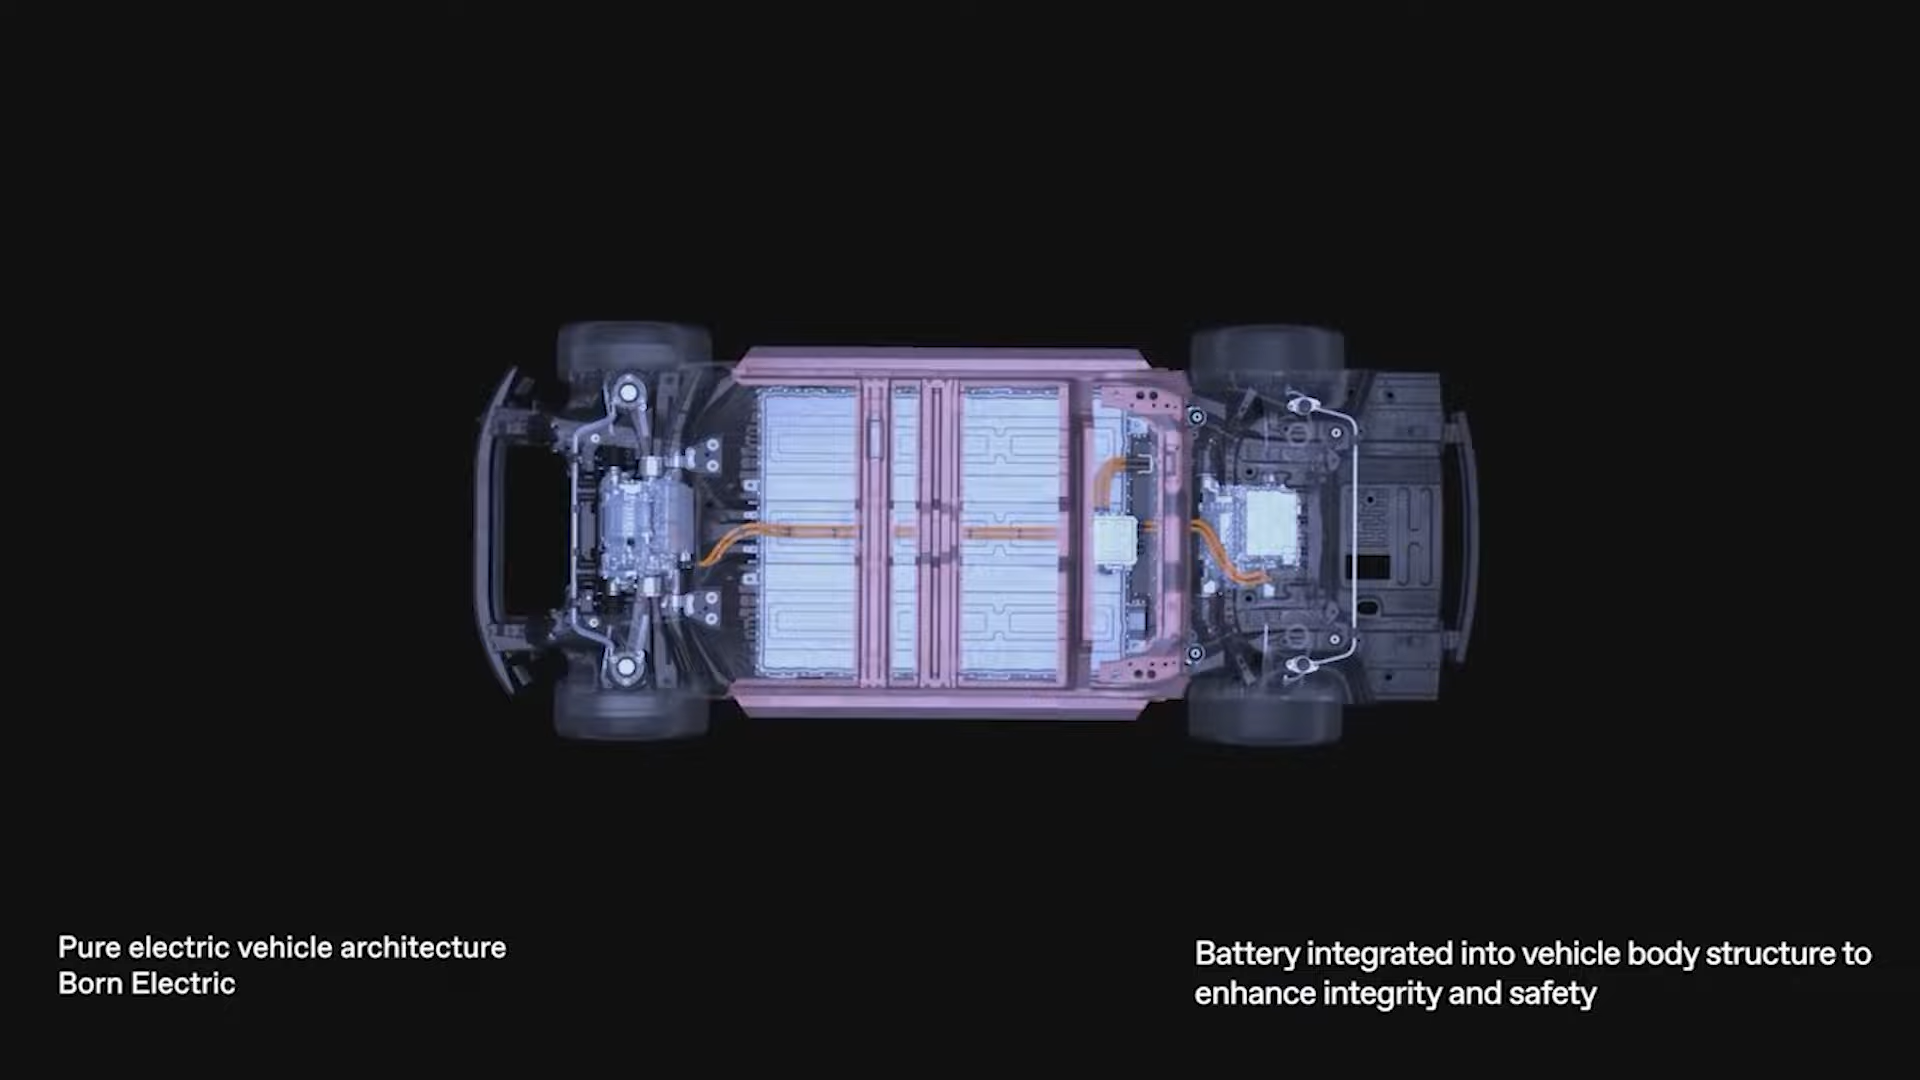 Pure electric vehicle architecture
Born Electric
Battery integrated into vehicle body structure to
enhance integrity and safety